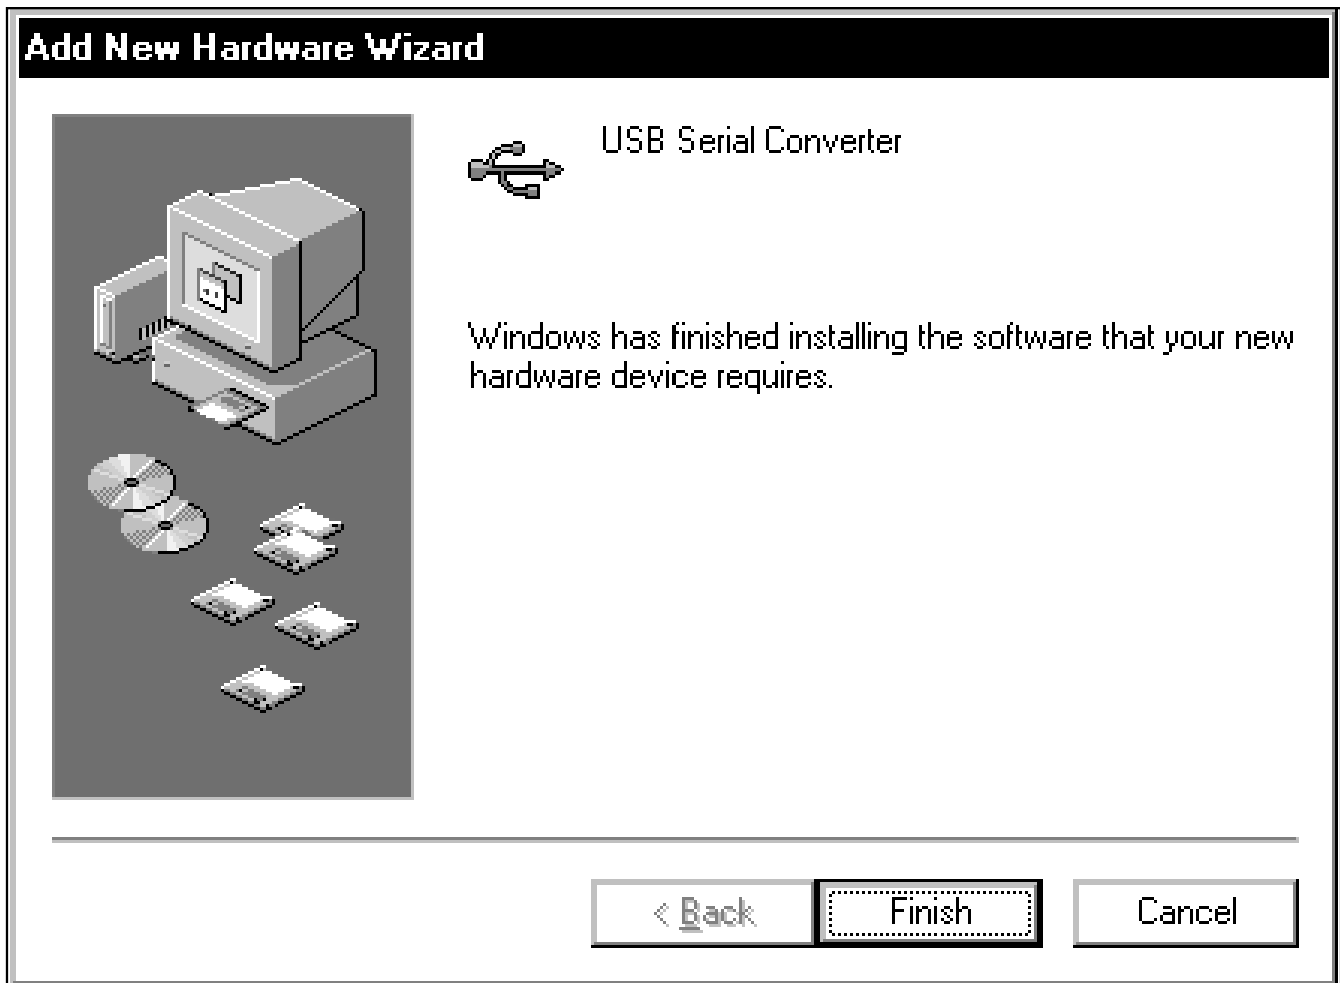 Add New Hardware Wizard
USB Serial Converter
Windows has finished installing the software that your new
hardware device requires.
< Back
Finish
Cancel